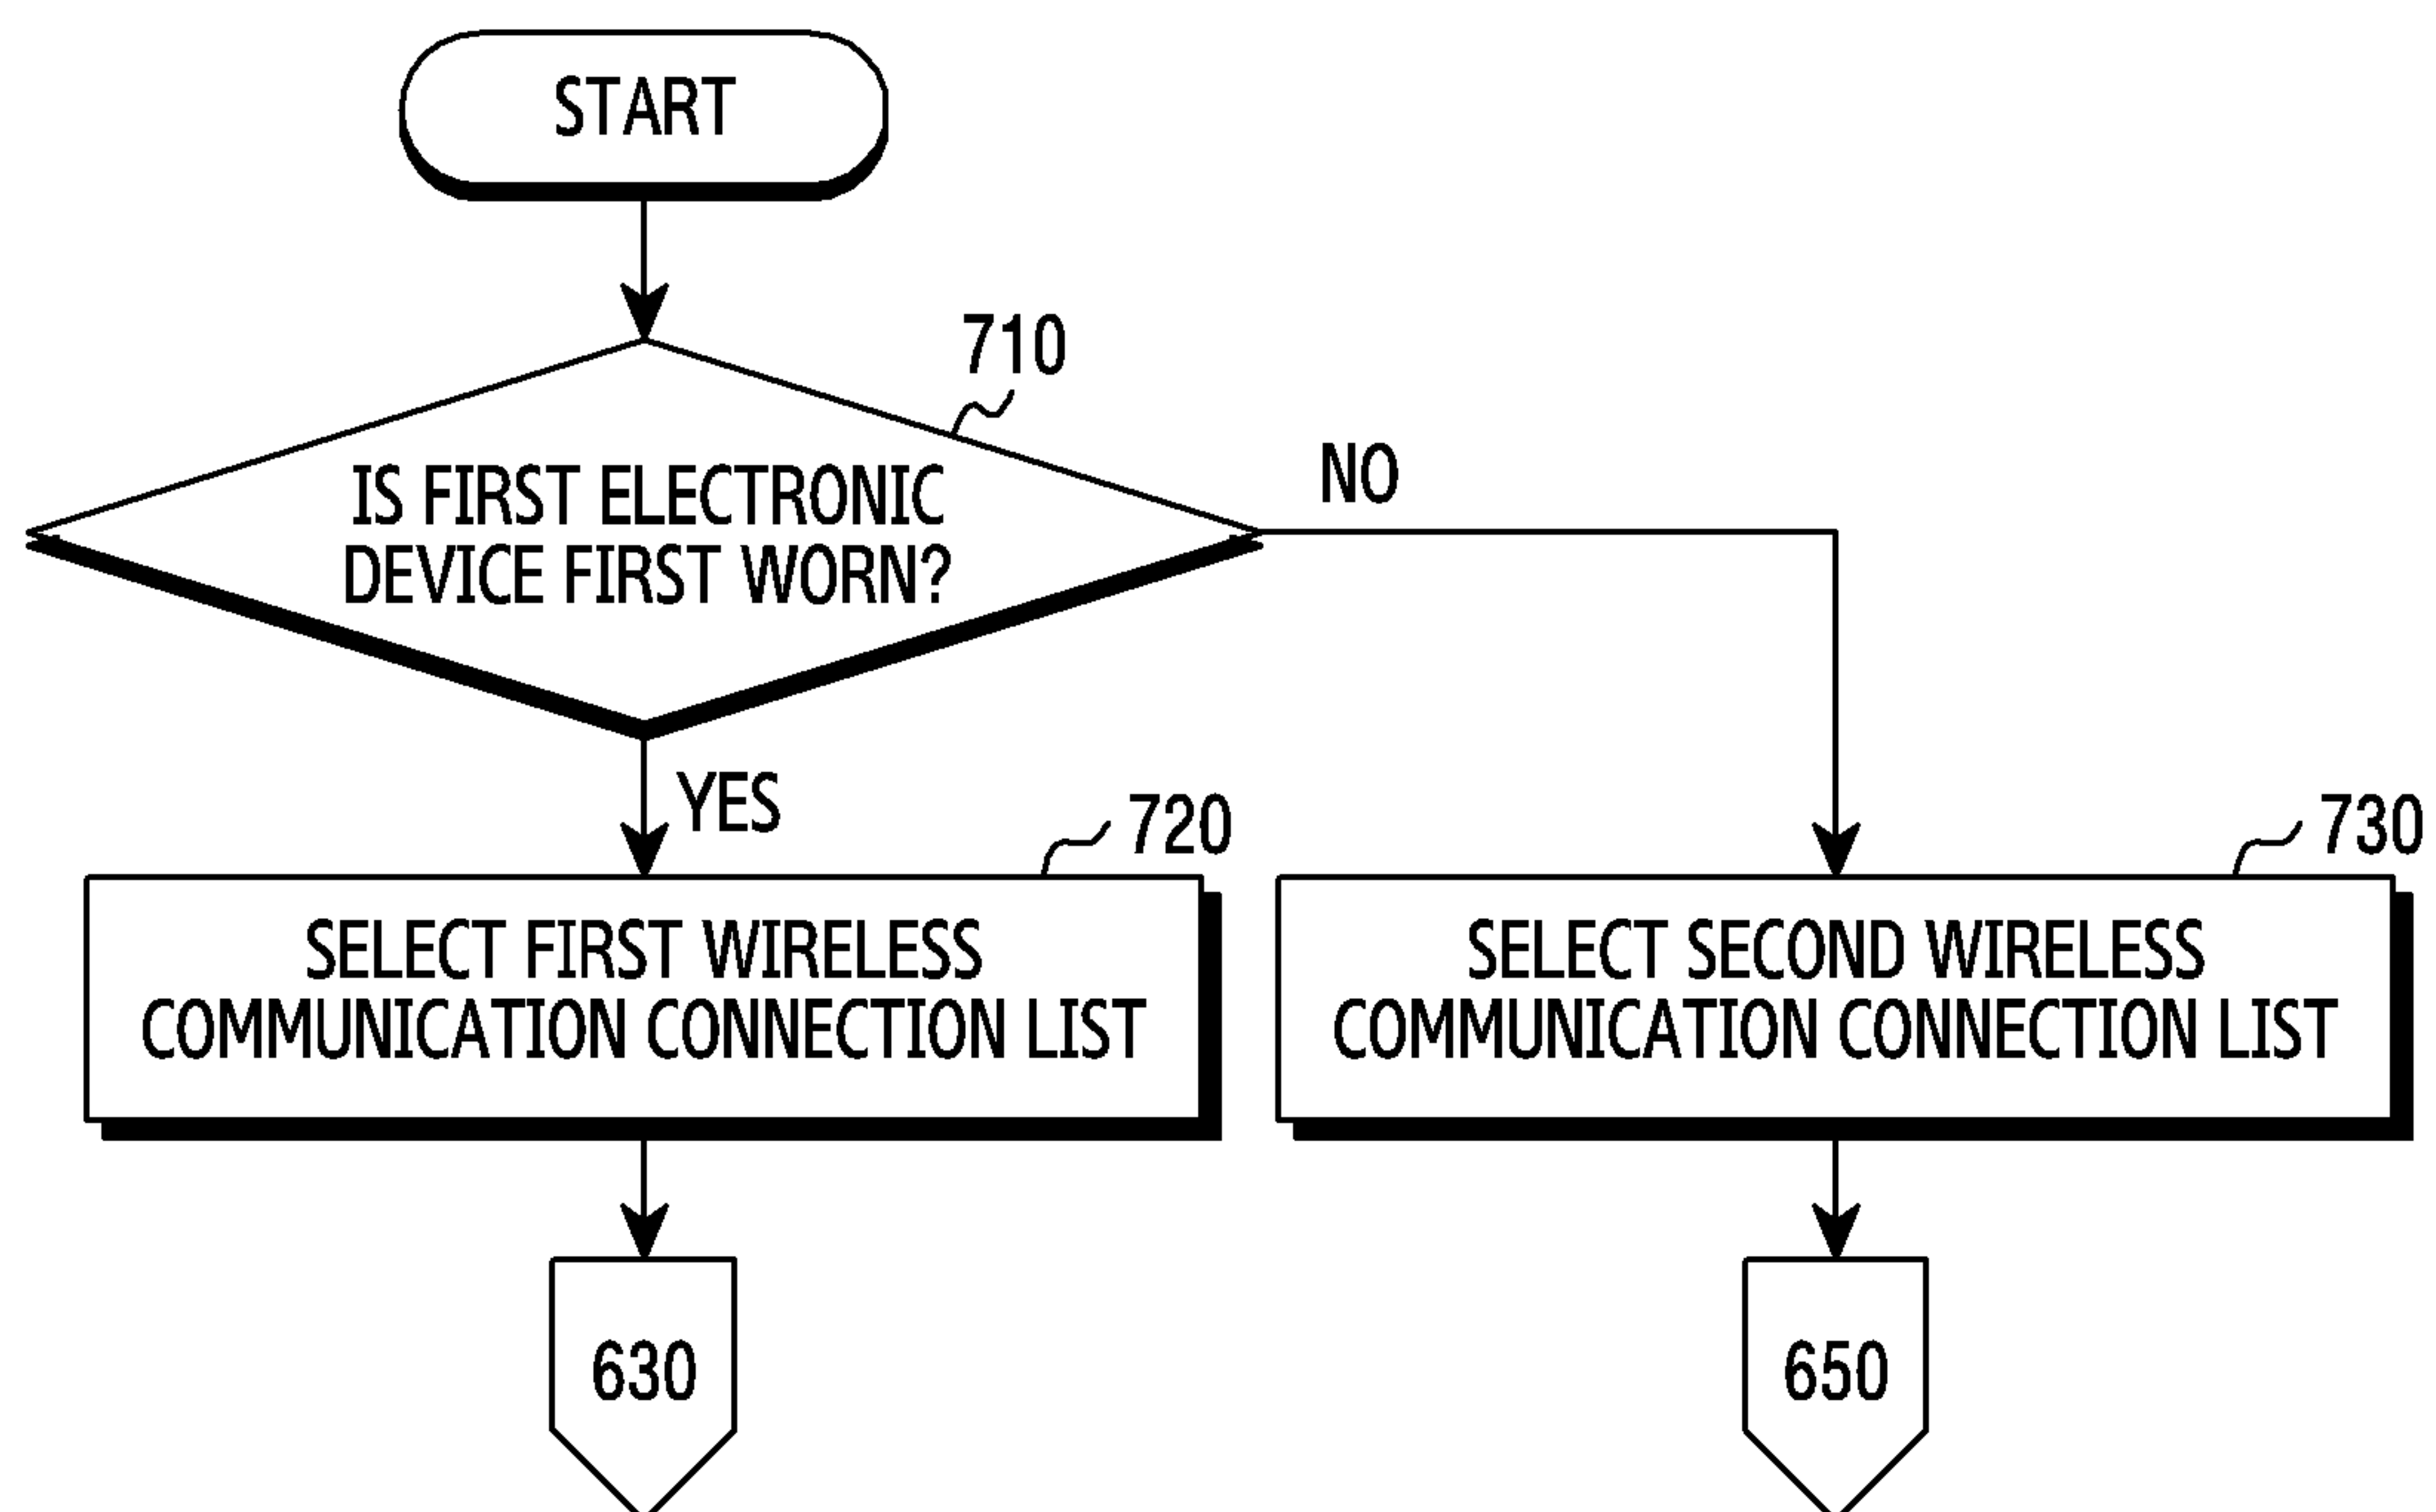 START
710
IS FIRST ELECTRONIC
DEVICE FIRST WORN?
NO
YES
720
730
SELECT FIRST WIRELESS
COMMUNICATION CONNECTION LIST
SELECT SECOND WIRELESS
COMMUNICATION CONNECTION LIST
630
650